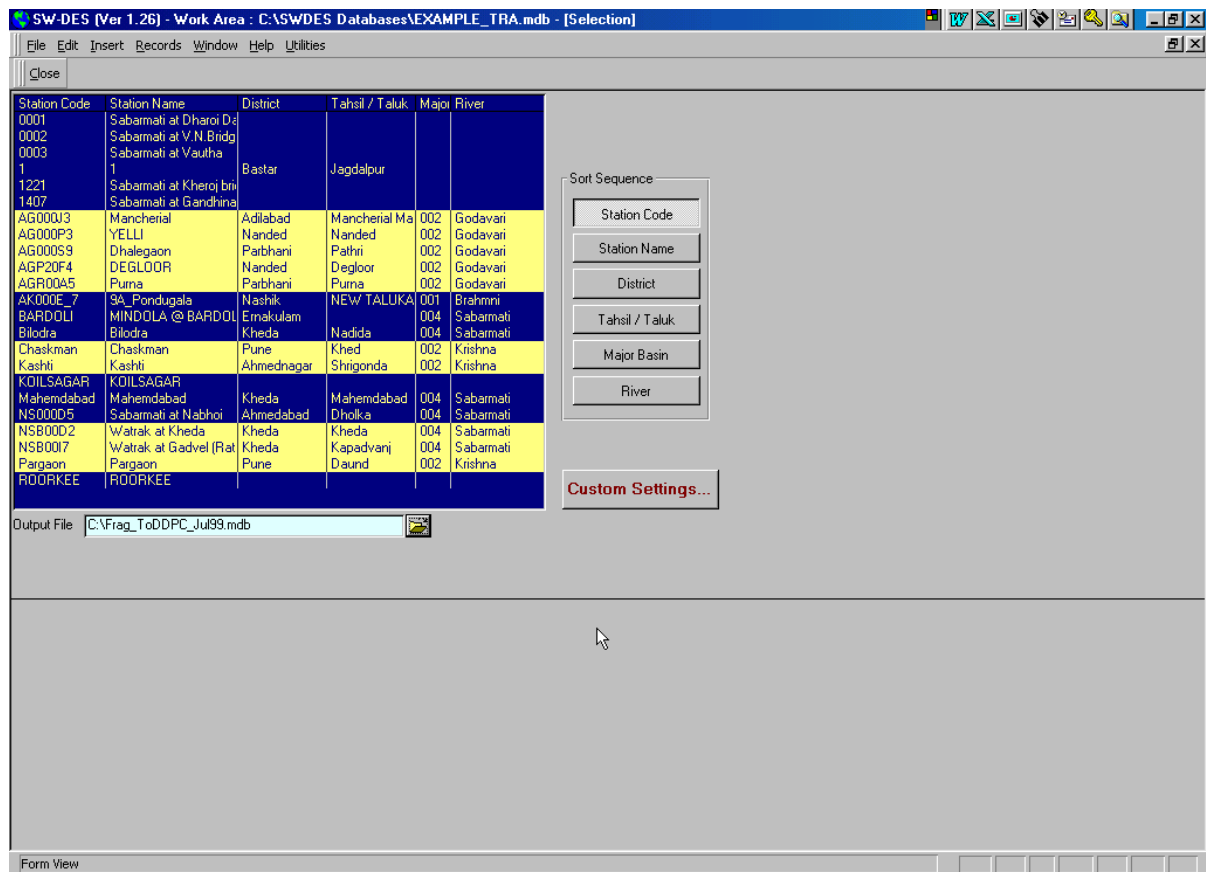 SW-DES (Ver 1.26) - Work Area : C:\SWDES Databases\EXAMPLE_TRA.mdb - [Selection]
File Edit Insert Records Window Help Utilities
Close
Station Code Station Name District Tahsil / Taluk Major River
0001 Sabarmati at Dharoi Da
0002 Sabarmati at V.N.Bridg
0003 Sabarmati at Vautha
1 1 Bastar Jagdalpur
1221 Sabarmati at Kheroj bri
1407 Sabarmati at Gandhina
AG000J3 Mancherial Adilabad Mancherial Ma 002 Godavari
AG000P3 YELLI Nanded Nanded 002 Godavari
AG000S9 Dhalegaon Parbhani Pathri 002 Godavari
AGP20F4 DEGLOOR Nanded Degloor 002 Godavari
AGR00A5 Purna Parbhani Purna 002 Godavari
AK000E_7 9A_Pondugala Nashik NEW TALUKA 001 Brahmni
BARDOLI MINDOLA @ BARDOL Ernakulam 004 Sabarmati
Bilodra Bilodra Kheda Nadida 004 Sabarmati
Chaskman Chaskman Pune Khed 002 Krishna
Kashti Kashti Ahmednagar Shrigonda 002 Krishna
KOILSAGAR KOILSAGAR
Mahemdabad Mahemdabad Kheda Mahemdabad 004 Sabarmati
NS000D5 Sabarmati at Nabhoi Ahmedabad Dholka 004 Sabarmati
NSB00D2 Watrak at Kheda Kheda Kheda 004 Sabarmati
NSB00I7 Watrak at Gadvel (Rat Kheda Kapadvanj 004 Sabarmati
Pargaon Pargaon Pune Daund 002 Krishna
ROORKEE ROORKEE
Sort Sequence
Station Code
Station Name
District
Tahsil / Taluk
Major Basin
River
Custom Settings...
Output File C:\Frag_ToDDPC_Jul99.mdb
Form View